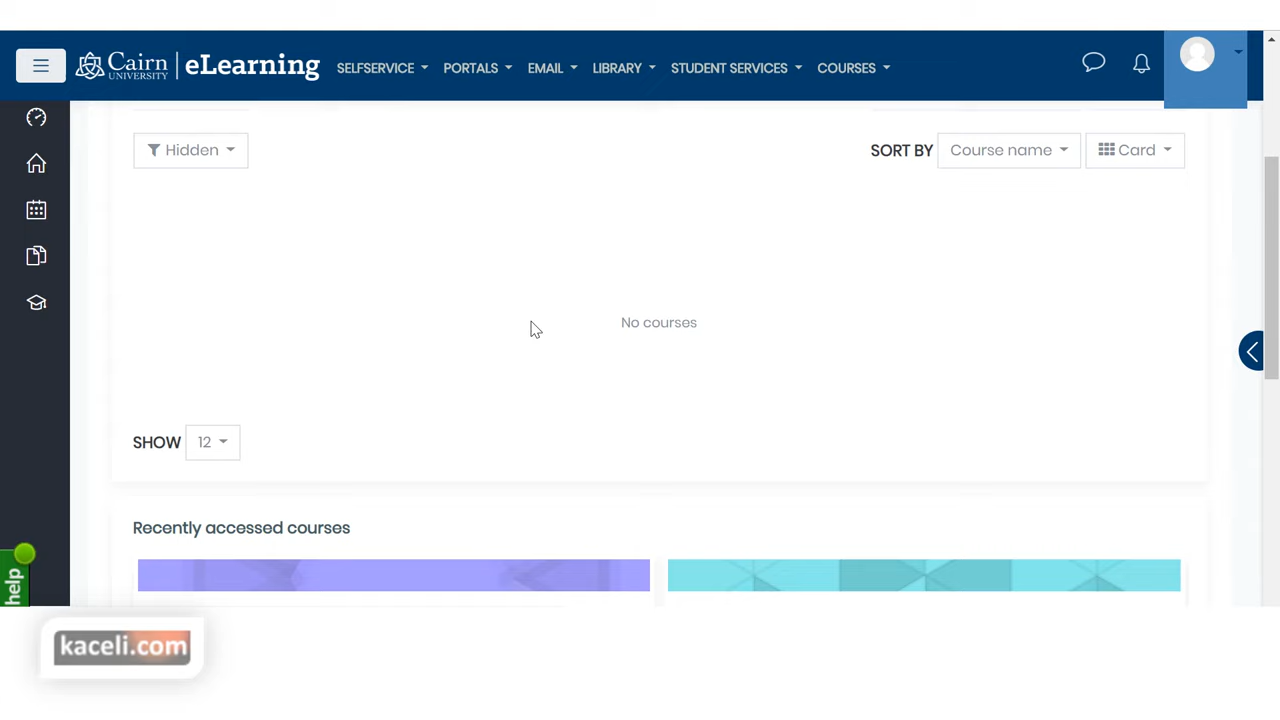 Cairn UNIVERSITY eLearning SELFSERVICE PORTALS EMAIL LIBRARY STUDENT SERVICES COURSES
Hidden SORT BY Course name Card
No courses
SHOW 12
Recently accessed courses
help
kaceli.com